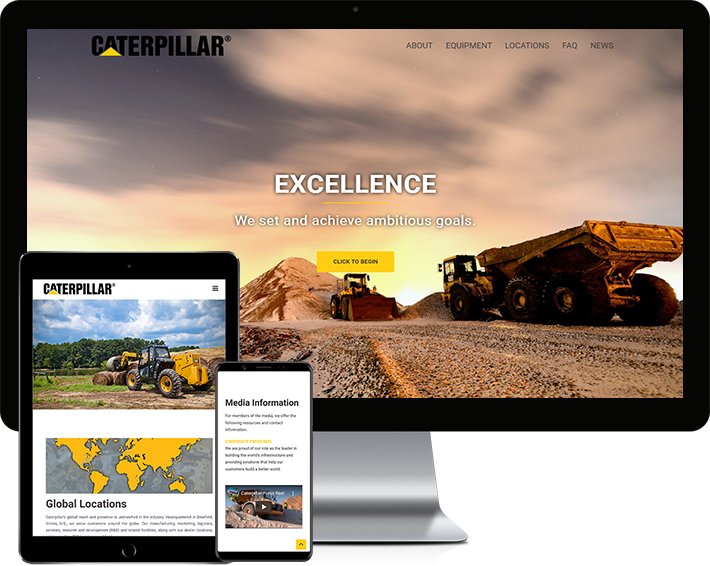 CATERPILLAR®
ABOUT EQUIPMENT LOCATIONS FAQ NEWS
EXCELLENCE
We set and achieve ambitious goals.
CLICK TO BEGIN
CATERPILLAR®
Global Locations
Caterpillar's global reach and presence is unmatched in the industry. Headquartered in Deerfield,
Illinois, U.S., we serve customers around the globe. Our manufacturing, marketing, logistics,
services, research and development (R&D) and related facilities, along with our dealer locations,
Media Information
For members of the media, we offer the
following resources and contact
information.
CORPORATE PRESS REEL
We are proud of our role as the leader in
building the world's infrastructure and
providing solutions that help our
customers build a better world.
Caterpillar Press Reel